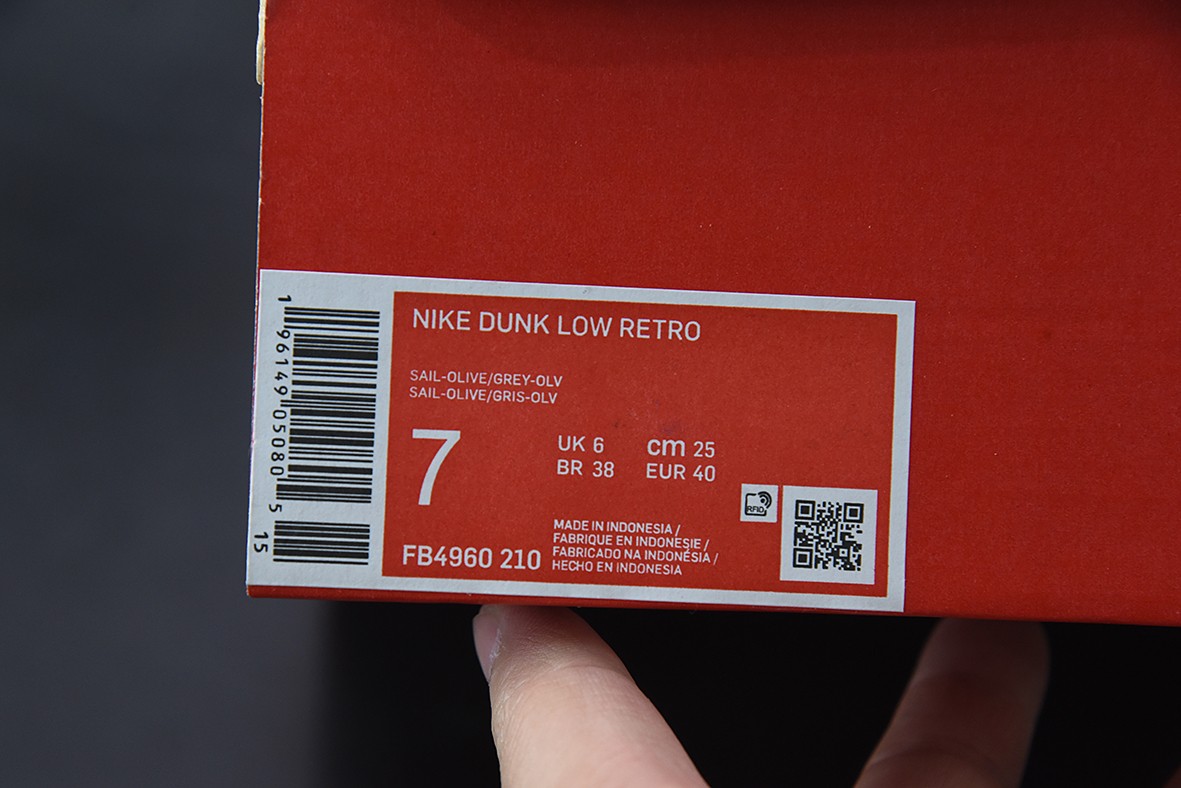 NIKE DUNK LOW RETRO
SAIL-OLIVE/GREY-OLV
SAIL-OLIVE/GRIS-OLV
7
UK 6 cm 25
BR 38 EUR 40
RFID
FB4960 210
MADE IN INDONESIA /
FABRIQUE EN INDONÉSIE /
FABRICADO NA INDONÉSIA /
HECHO EN INDONESIA
1 96149 05080 5
15